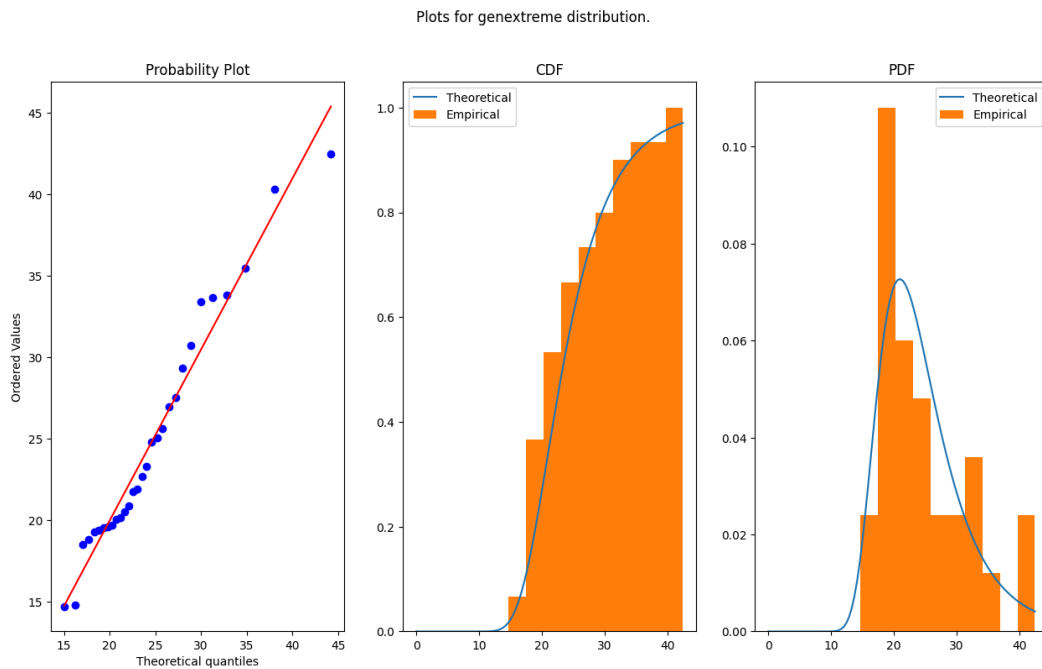 Plots for genextreme distribution.
Probability Plot
Ordered Values
45
40
35
30
25
20
15
15 20 25 30 35 40 45
Theoretical quantiles
CDF
Theoretical
Empirical
1.0
0.8
0.6
0.4
0.2
0.0
0 10 20 30 40
PDF
Theoretical
Empirical
0.10
0.08
0.06
0.04
0.02
0.00
0 10 20 30 40